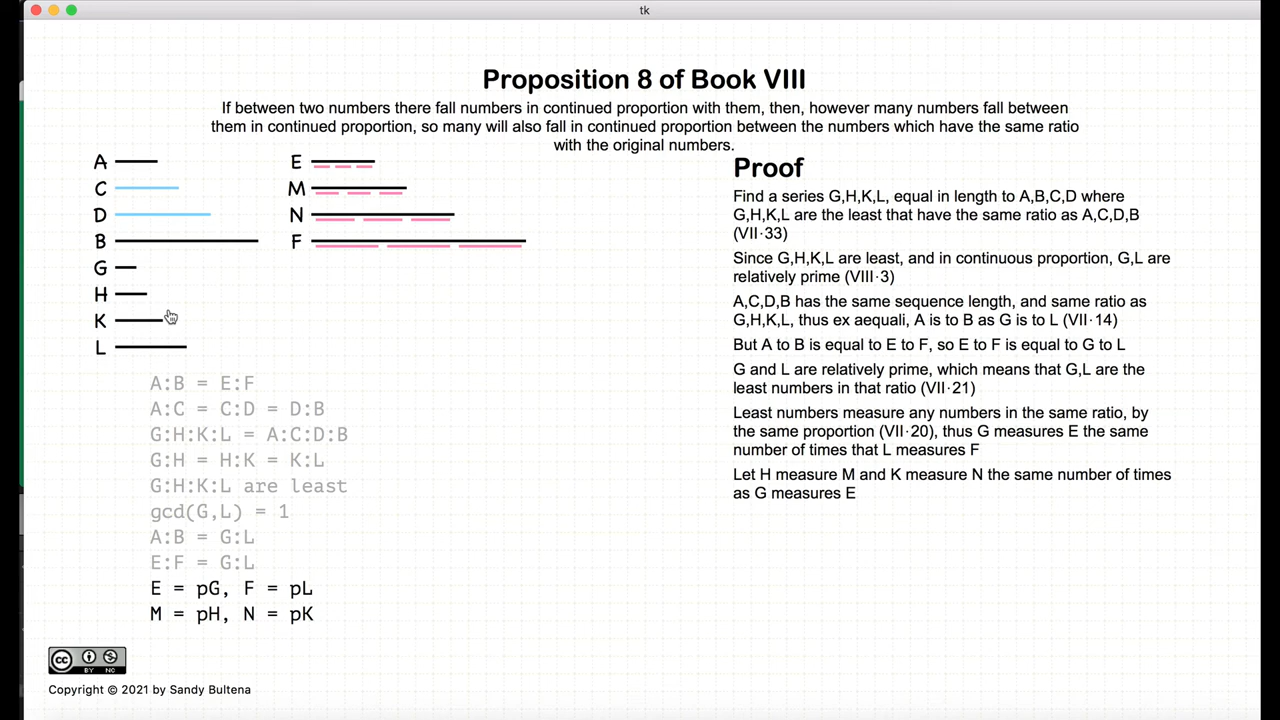 tk
Proposition 8 of Book VIII
If between two numbers there fall numbers in continued proportion with them, then, however many numbers fall between
them in continued proportion, so many will also fall in continued proportion between the numbers which have the same ratio
with the original numbers.
A
C
D
B
G
H
K
L
E
M
N
F
A:B = E:F
A:C = C:D = D:B
G:H:K:L = A:C:D:B
G:H = H:K = K:L
G:H:K:L are least
gcd(G,L) = 1
A:B = G:L
E:F = G:L
E = pG, F = pL
M = pH, N = pK
Proof
Find a series G,H,K,L, equal in length to A,B,C,D where
G,H,K,L are the least that have the same ratio as A,C,D,B
(VII·33)
Since G,H,K,L are least, and in continuous proportion, G,L are
relatively prime (VIII·3)
A,C,D,B has the same sequence length, and same ratio as
G,H,K,L, thus ex aequali, A is to B as G is to L (VII·14)
But A to B is equal to E to F, so E to F is equal to G to L
G and L are relatively prime, which means that G,L are the
least numbers in that ratio (VII·21)
Least numbers measure any numbers in the same ratio, by
the same proportion (VII·20), thus G measures E the same
number of times that L measures F
Let H measure M and K measure N the same number of times
as G measures E
cc
BY NC
Copyright © 2021 by Sandy Bultena